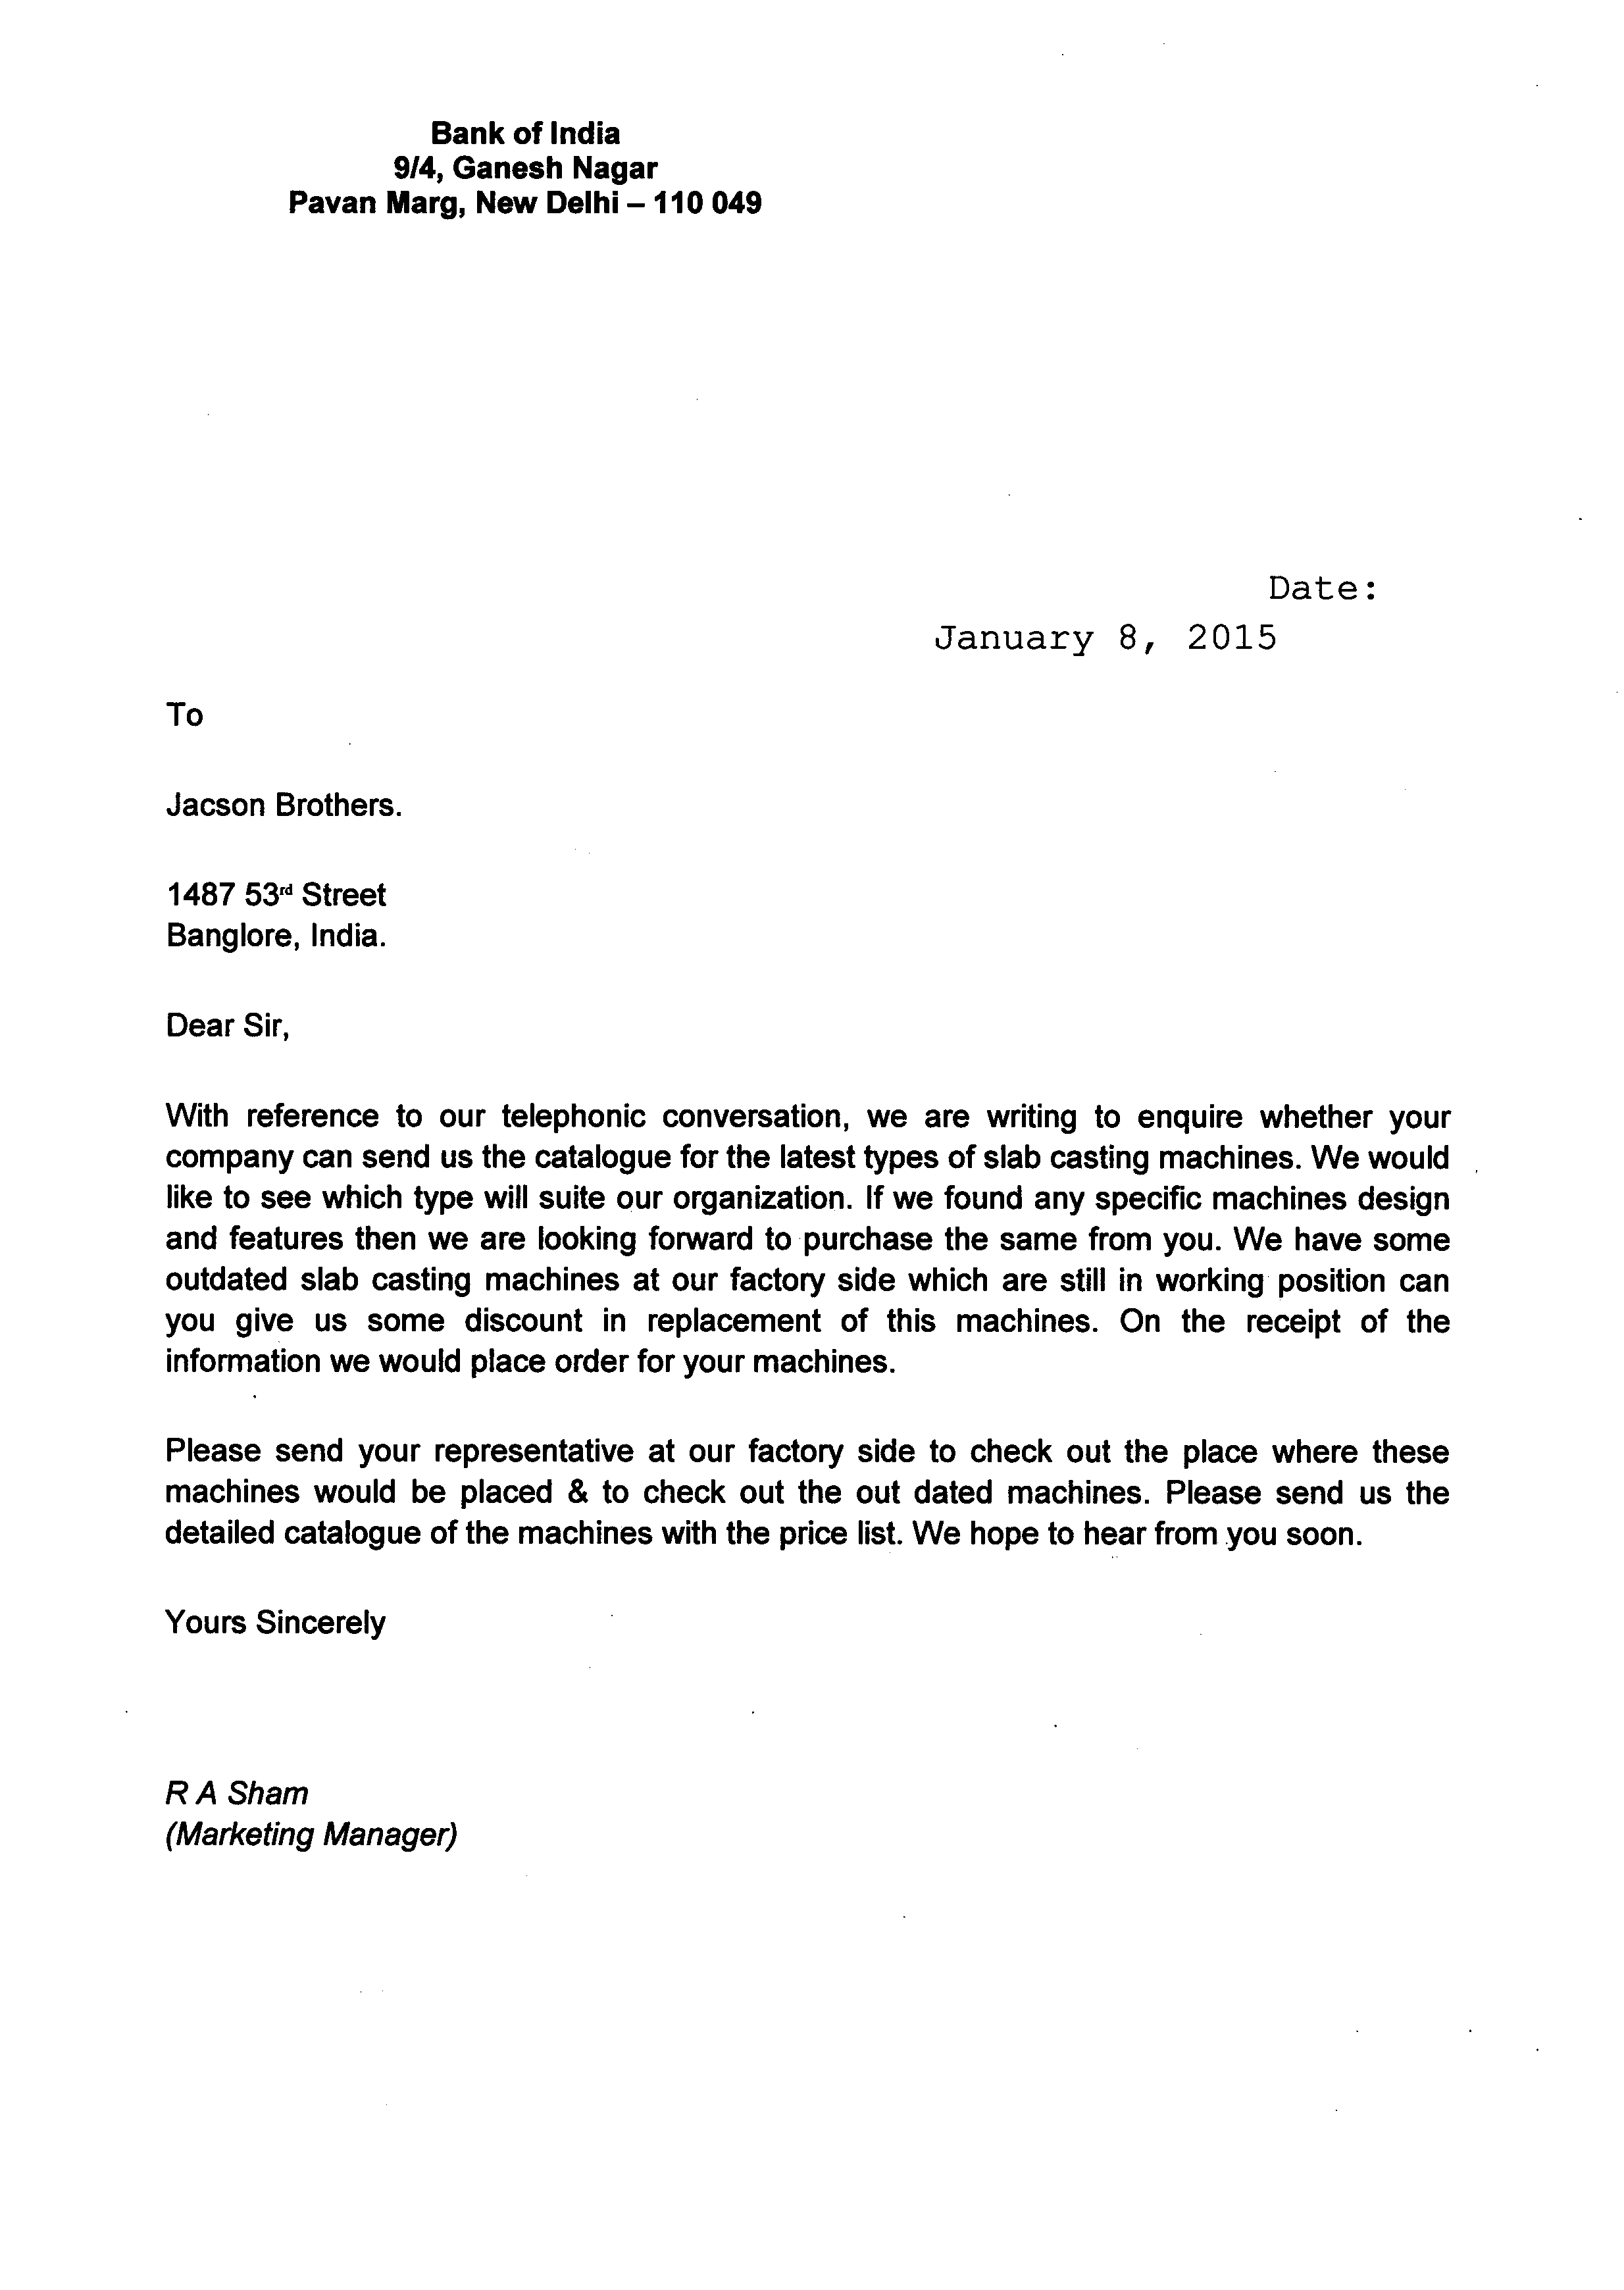 Bank of India
9/4, Ganesh Nagar
Pavan Marg, New Delhi – 110 049
Date:
January 8, 2015
To
Jacson Brothers.
1487 53rd Street
Banglore, India.
Dear Sir,
With reference to our telephonic conversation, we are writing to enquire whether your
company can send us the catalogue for the latest types of slab casting machines. We would
like to see which type will suite our organization. If we found any specific machines design
and features then we are looking forward to purchase the same from you. We have some
outdated slab casting machines at our factory side which are still in working position can
you give us some discount in replacement of this machines. On the receipt of the
information we would place order for your machines.
Please send your representative at our factory side to check out the place where these
machines would be placed & to check out the out dated machines. Please send us the
detailed catalogue of the machines with the price list. We hope to hear from you soon.
Yours Sincerely
R A Sham
(Marketing Manager)